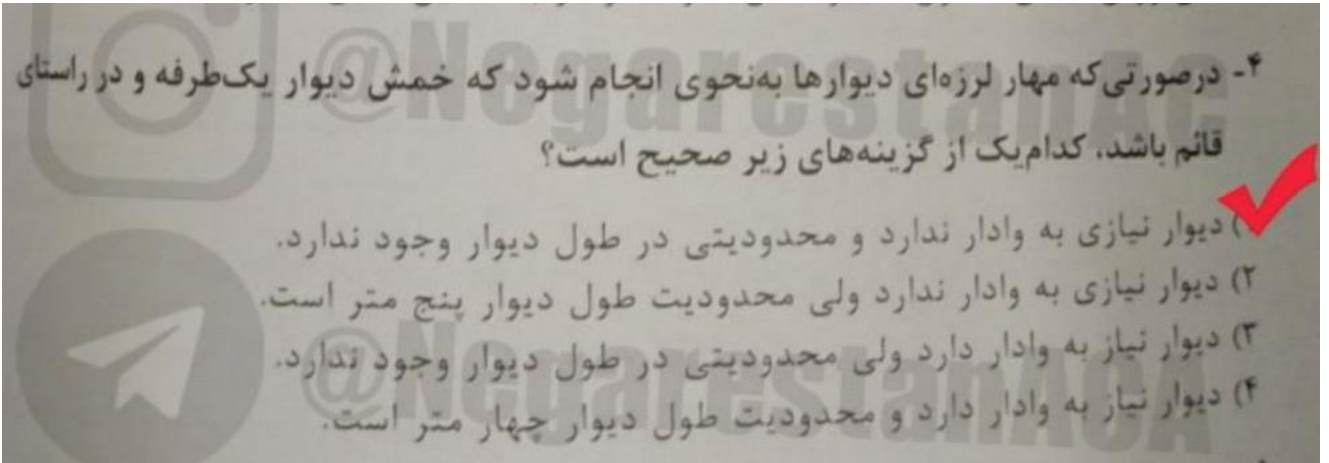 ۴- درصورتی‌که مهار لرزه‌ای دیوارها به‌نحوی انجام شود که خمش دیوار یک‌طرفه و در راستای
قائم باشد، کدام‌یک از گزینه‌های زیر صحیح است؟
دیوار نیازی به وادار ندارد و محدودیتی در طول دیوار وجود ندارد.
۲) دیوار نیازی به وادار ندارد ولی محدودیت طول دیوار پنج متر است.
۳) دیوار نیاز به وادار دارد ولی محدودیتی در طول دیوار وجود ندارد.
۴) دیوار نیاز به وادار دارد و محدودیت طول دیوار چهار متر است.
@NegarestanAC
@NegarestanAOA